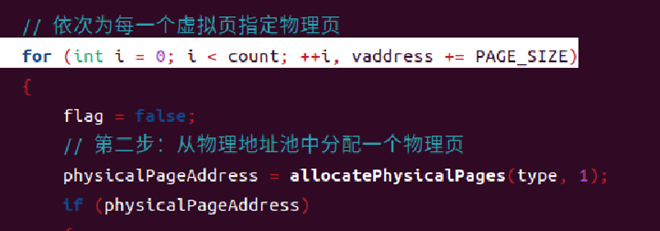 // 依次为每一个虚拟页指定物理页
for (int i = 0; i < count; ++i, vaddress += PAGE_SIZE)
{
flag = false;
// 第二步：从物理地址池中分配一个物理页
physicalPageAddress = allocatePhysicalPages(type, 1);
if (physicalPageAddress)